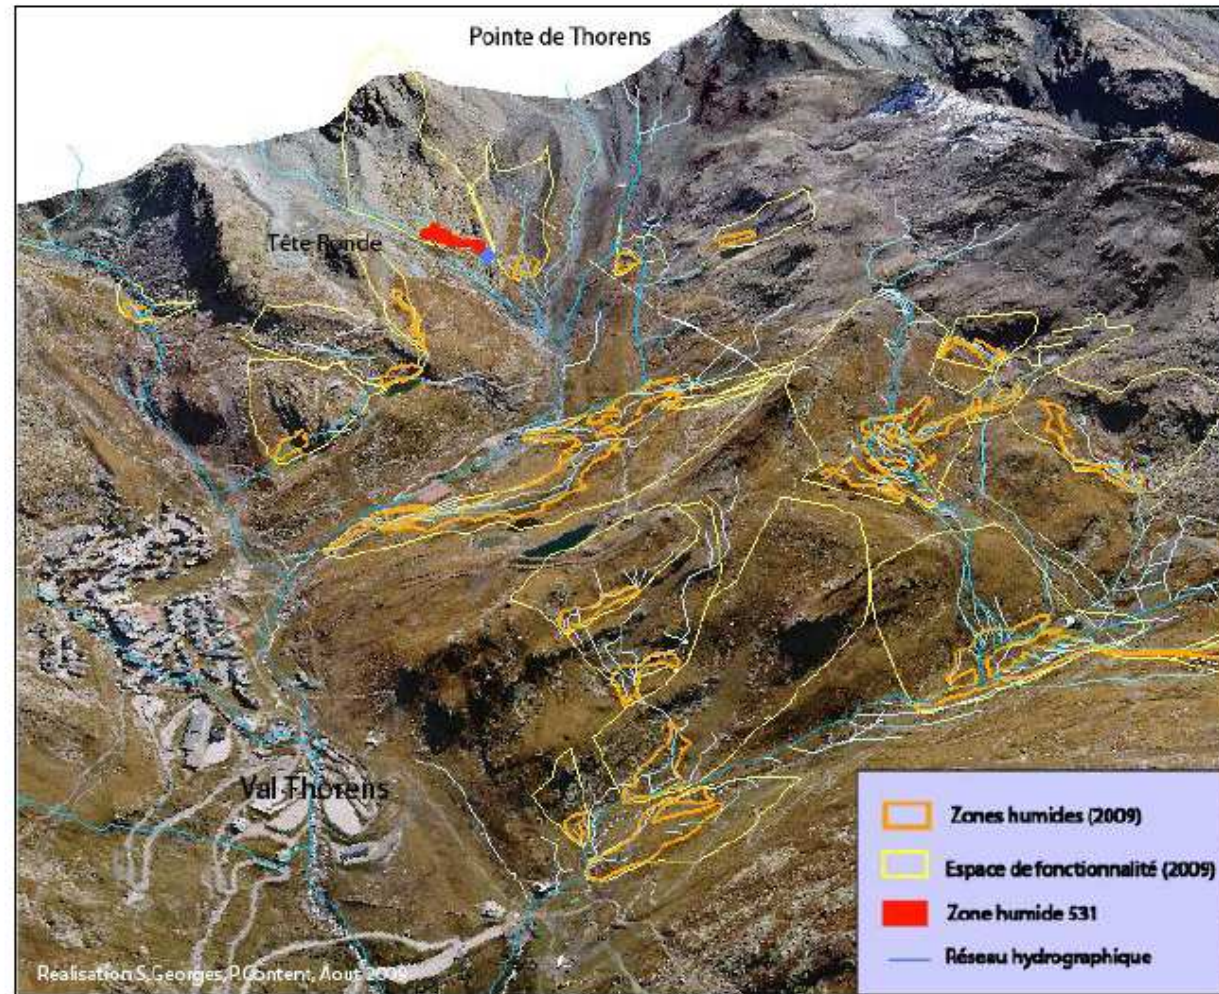 Pointe de Thorens
Tête Ronde
Val Thorens
Zones humides (2009)
Espace de fonctionnalité (2009)
Zone humide 531
Réseau hydrographique
Réalisation S.Georges, P.Content, Aout 2009